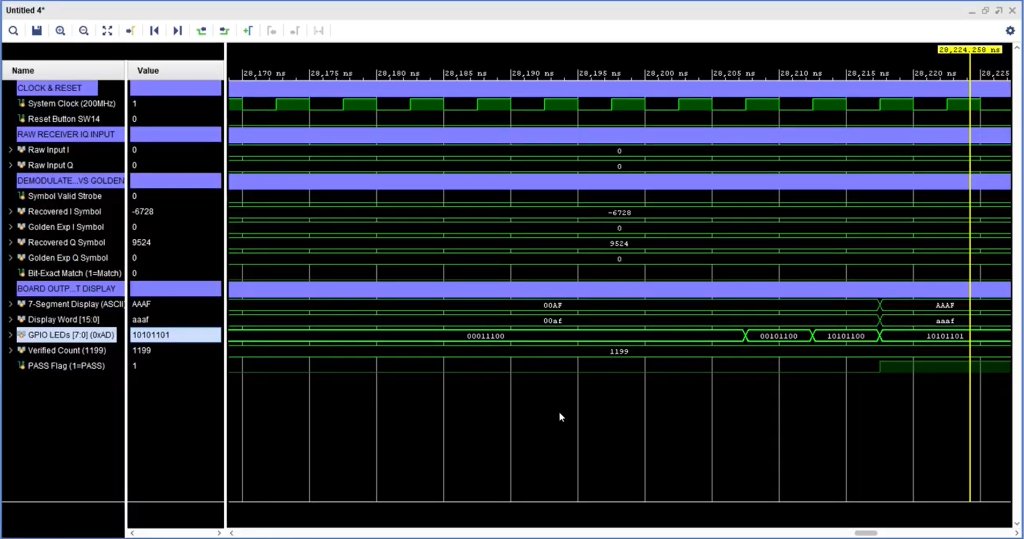 Untitled 4*
28,224.258 ns
Name Value
28,170 ns 28,175 ns 28,180 ns 28,185 ns 28,190 ns 28,195 ns 28,200 ns 28,205 ns 28,210 ns 28,215 ns 28,220 ns 28,225
CLOCK & RESET
System Clock (200MHz) 1
Reset Button SW14 0
RAW RECEIVER IQ INPUT
Raw Input I 0 0
Raw Input Q 0 0
DEMODULATE...VS GOLDEN
Symbol Valid Strobe 0
Recovered I Symbol -6728 -6728
Golden Exp I Symbol 0 0
Recovered Q Symbol 9524 9524
Golden Exp Q Symbol 0 0
Bit-Exact Match (1=Match) 0
BOARD OUTP...T DISPLAY
7-Segment Display (ASCII AAAF 00AF AAAF
Display Word [15:0] aaaf 00af aaaf
GPIO LEDs [7:0] (0xAD) 10101101 00011100 00101100 10101100 10101101
Verified Count (1199) 1199 1199
PASS Flag (1=PASS) 1